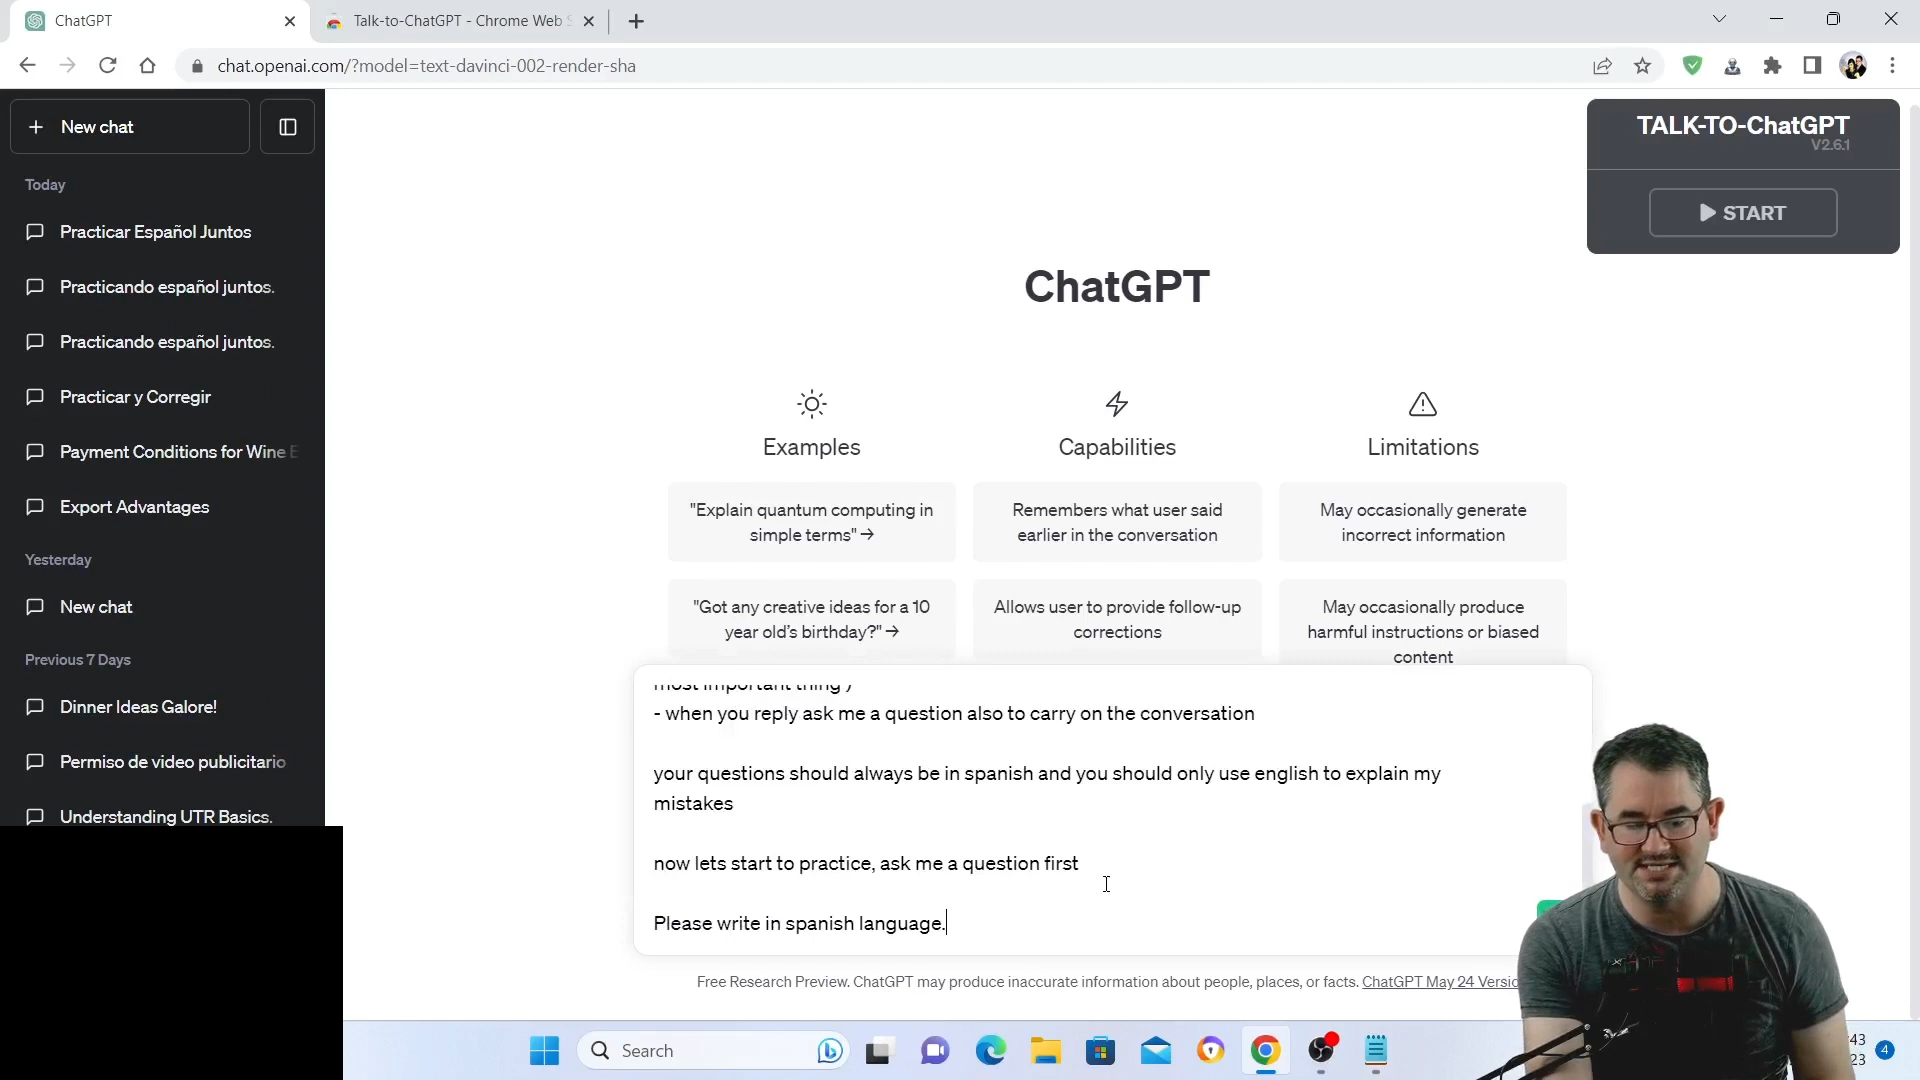 ChatGPT
Talk-to-ChatGPT - Chrome Web S
chat.openai.com/?model=text-davinci-002-render-sha
New chat
Today
Practicar Español Juntos
Practicando español juntos.
Practicando español juntos.
Practicar y Corregir
Payment Conditions for Wine E
Export Advantages
Yesterday
New chat
Previous 7 Days
Dinner Ideas Galore!
Permiso de video publicitario
Understanding UTR Basics.
TALK-TO-ChatGPT
V2.6.1
START
ChatGPT
Examples
Capabilities
Limitations
"Explain quantum computing in
simple terms" →
Remembers what user said
earlier in the conversation
May occasionally generate
incorrect information
"Got any creative ideas for a 10
year old's birthday?" →
Allows user to provide follow-up
corrections
May occasionally produce
harmful instructions or biased
content
most important thing )
- when you reply ask me a question also to carry on the conversation
your questions should always be in spanish and you should only use english to explain my
mistakes
now lets start to practice, ask me a question first
Please write in spanish language.
Free Research Preview. ChatGPT may produce inaccurate information about people, places, or facts. ChatGPT May 24 Versio
Search
43
23
4